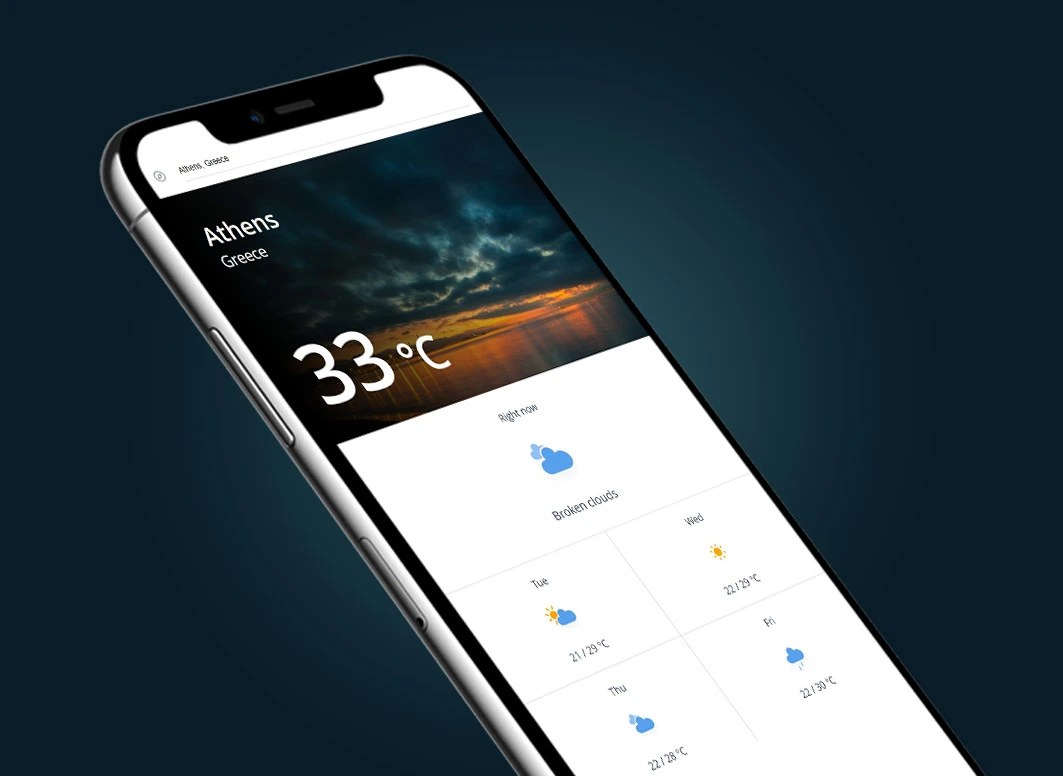 Athens, Greece
Athens
Greece
33 °C
Right now
Broken clouds
Tue
21 / 29 °C
Wed
22 / 29 °C
Thu
22 / 28 °C
Fri
22 / 30 °C